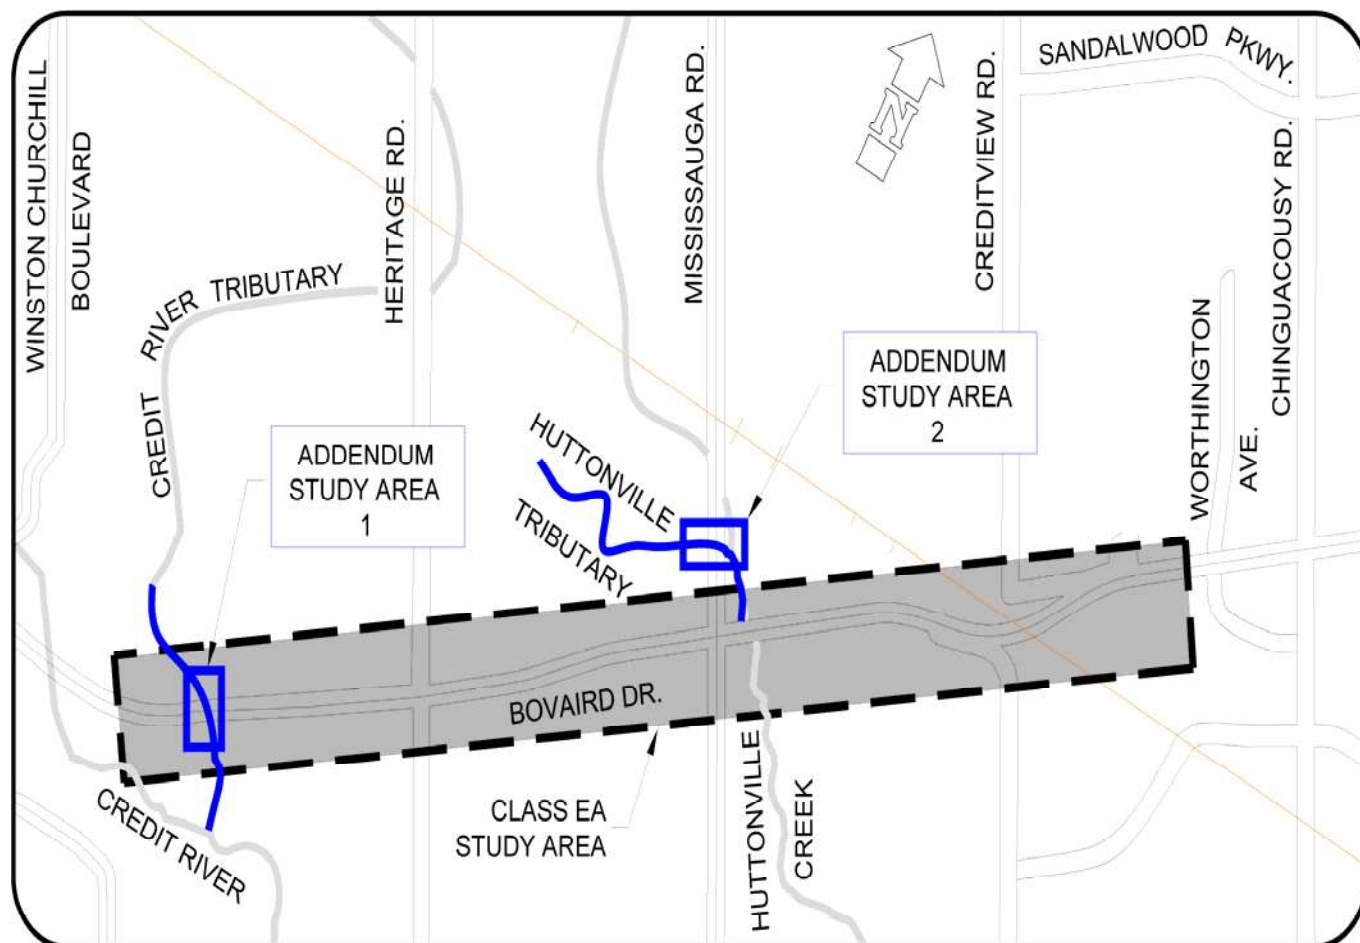 SANDALWOOD PKWY.
WINSTON CHURCHILL
BOULEVARD
HERITAGE RD.
MISSISSAUGA RD.
N
CREDITVIEW RD.
CHINGUACOUSY RD.
CREDIT RIVER TRIBUTARY
WORTHINGTON
AVE.
ADDENDUM
STUDY AREA
2
ADDENDUM
STUDY AREA
1
HUTTONVILLE
TRIBUTARY
BOVAIRD DR.
CREDIT RIVER
CLASS EA
STUDY AREA
HUTTONVILLE
CREEK